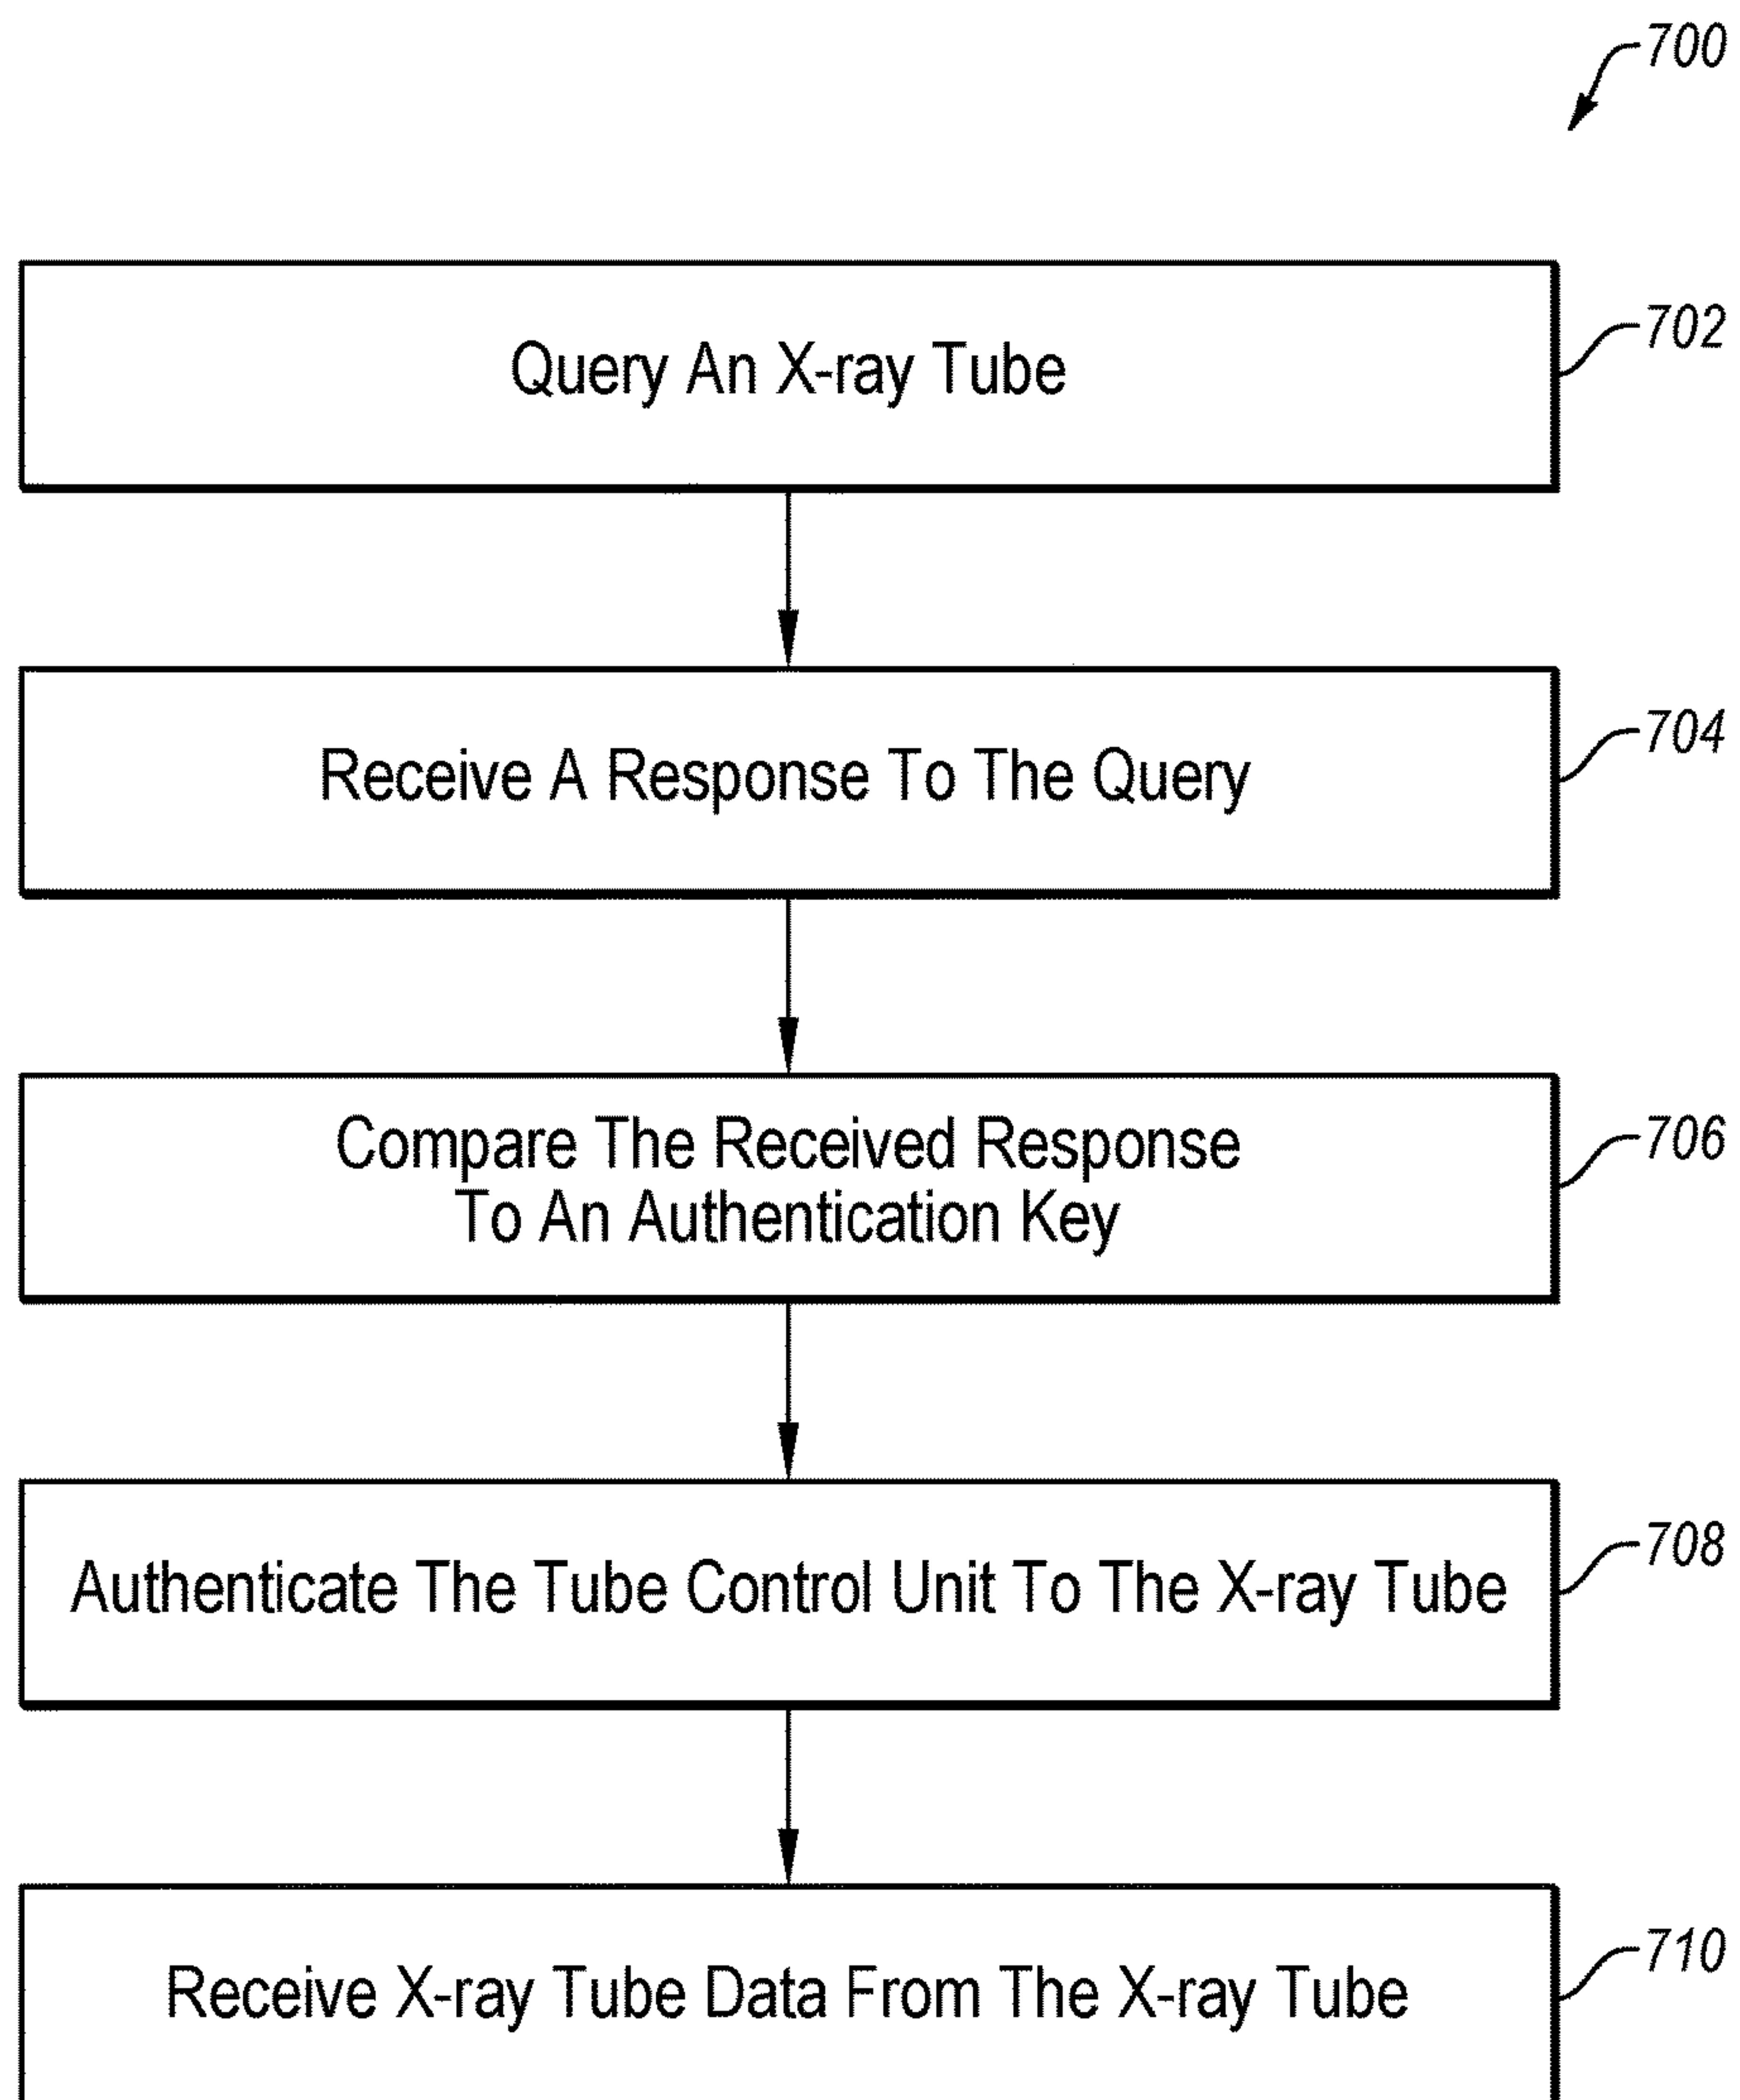 700
Query An X-ray Tube
702
Receive A Response To The Query
704
Compare The Received Response
To An Authentication Key
706
Authenticate The Tube Control Unit To The X-ray Tube
708
Receive X-ray Tube Data From The X-ray Tube
710